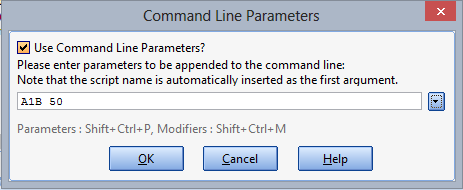 Command Line Parameters
Use Command Line Parameters?
Please enter parameters to be appended to the command line:
Note that the script name is automatically inserted as the first argument.
A1B 50
Parameters : Shift+Ctrl+P, Modifiers : Shift+Ctrl+M
OK Cancel Help